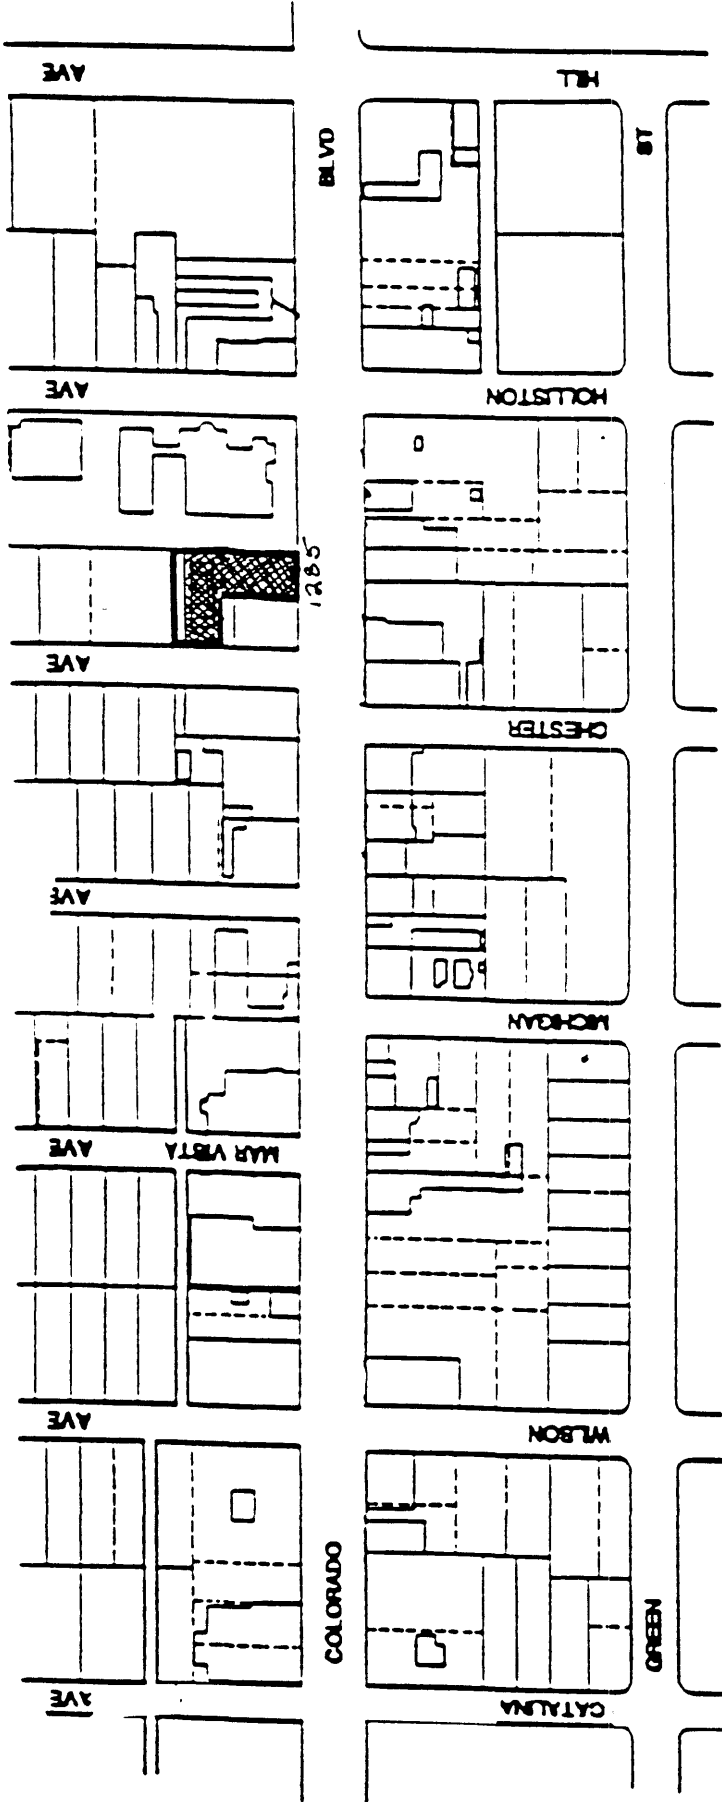 HILL AVE
BLVD
ST
HOLLISTON AVE
1285
CHESTER AVE
MICHIGAN AVE
MAR VISTA AVE
WILSON AVE
COLORADO
GREEN
CATALINA AVE